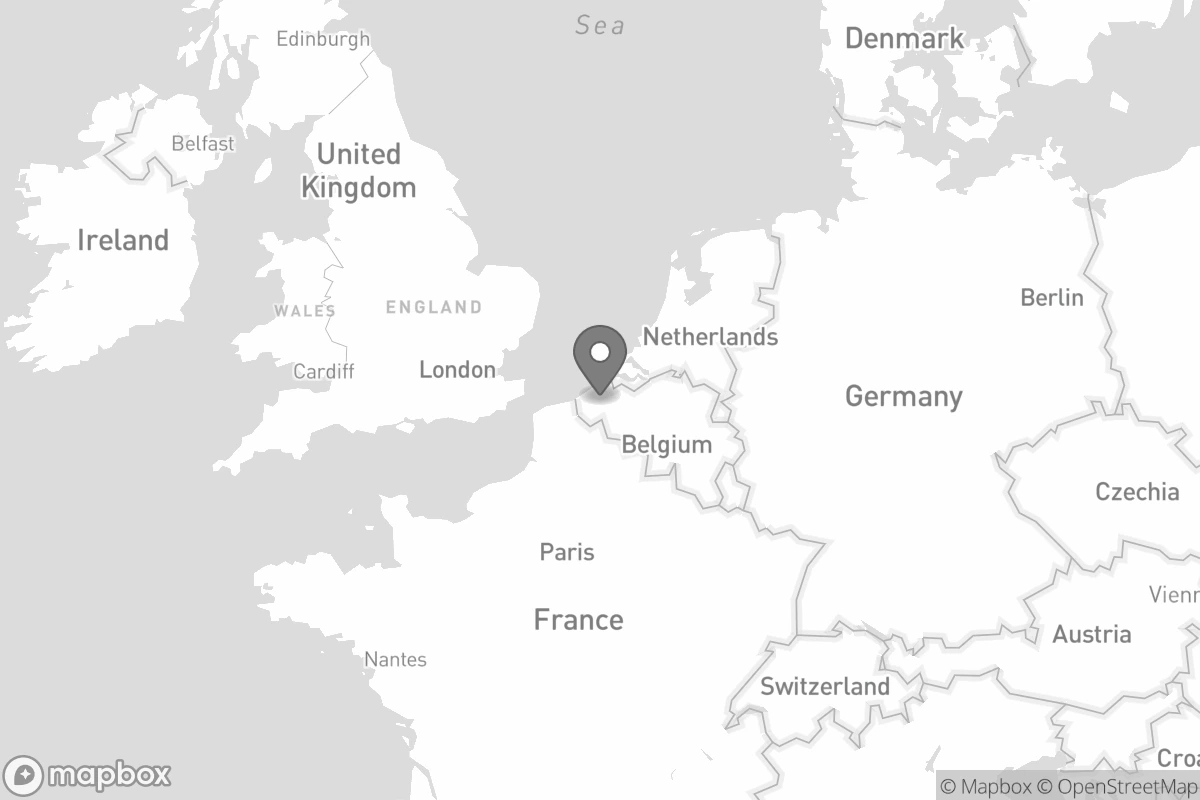 Sea
Edinburgh
Denmark
Belfast
United
Kingdom
Ireland
Berlin
WALES
ENGLAND
Netherlands
Cardiff
London
Germany
Belgium
Czechia
Paris
Vienn
France
Austria
Nantes
Switzerland
Croa
mapbox
© Mapbox © OpenStreetMap